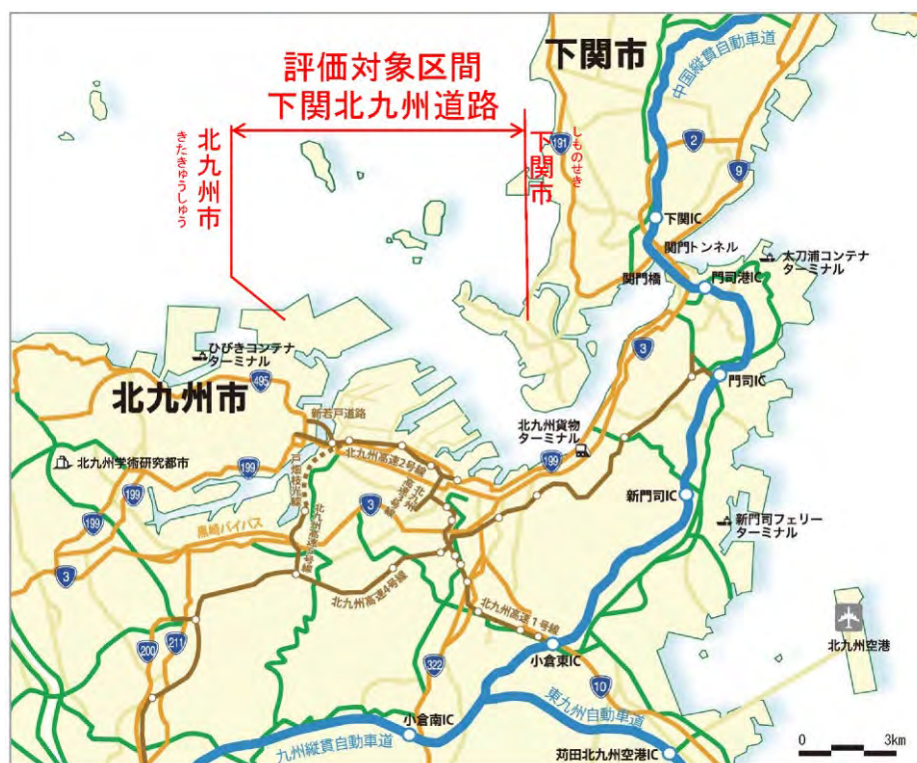 評価対象区間
下関北九州道路
下関市
中国縦貫自動車道
北九州市
きたきゅうしゅう
下関市
しものせき
191
2
9
下関IC
関門トンネル
関門橋
門司港IC
太刀浦コンテナ
ターミナル
ひびきコンテナ
ターミナル
495
3
門司IC
北九州市
新若戸道路
北九州貨物
ターミナル
北九州学術研究都市
199
北九州高速2号線
199
戸畑枝光線
199
3
新門司IC
199
黒崎バイパス
新門司フェリー
ターミナル
3
北九州高速4号線
北九州高速1号線
北九州空港
200
211
322
小倉東IC
10
小倉南IC
東九州自動車道
九州縦貫自動車道
苅田北九州空港IC
0
3km